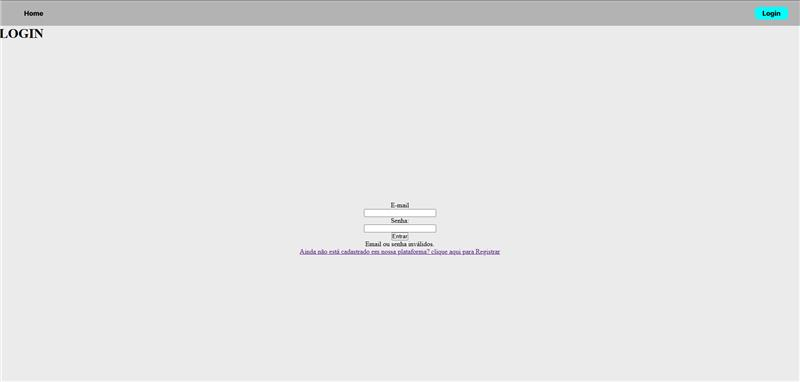 Home
Login
LOGIN
E-mail
Senha:
Entrar
Email ou senha inválidos.
Ainda não está cadastrado em nossa plataforma? clique aqui para Registrar